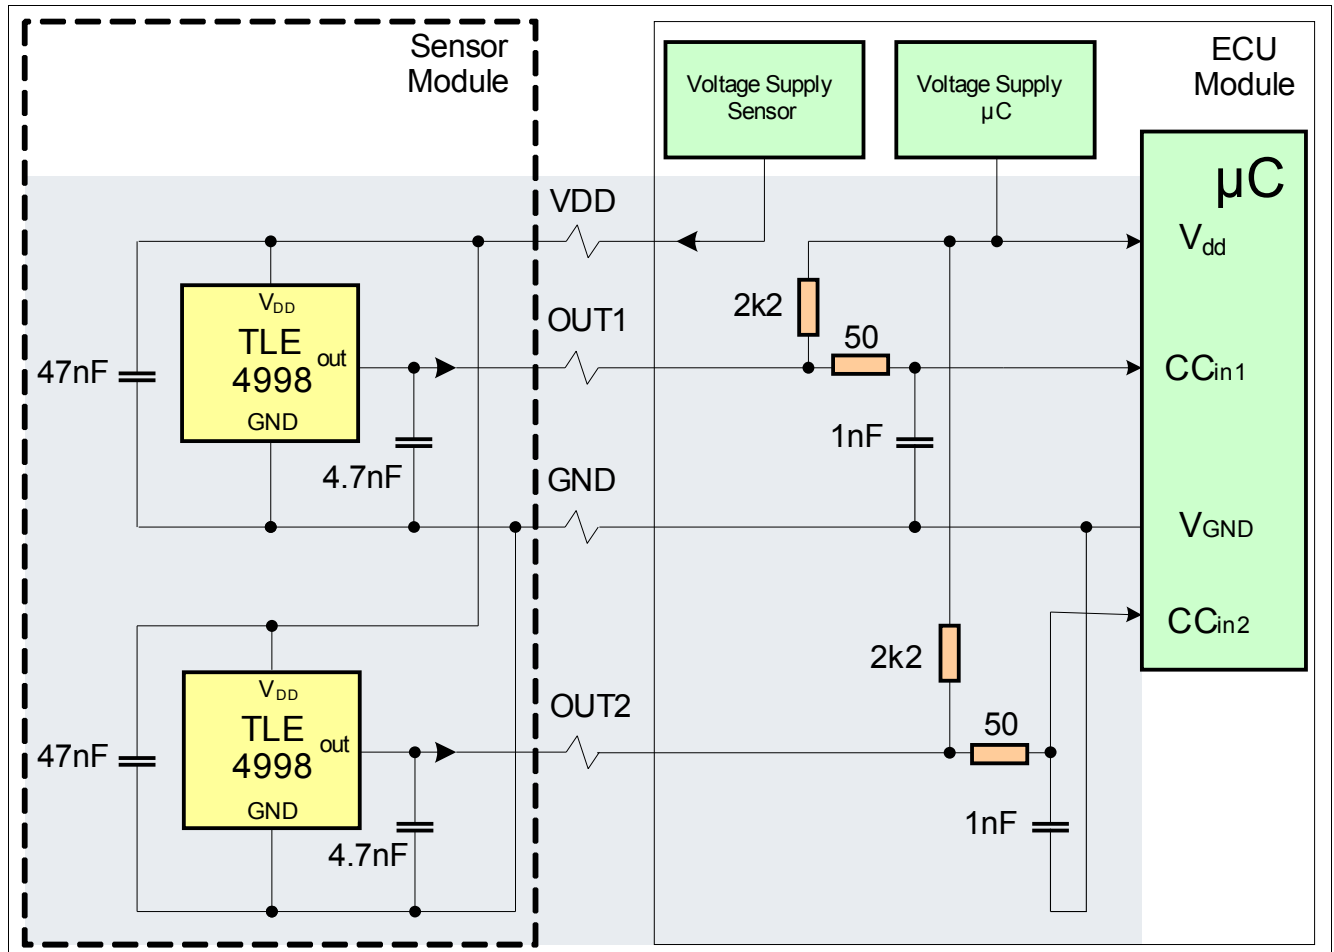 Sensor
Module
Voltage Supply
Sensor
Voltage Supply
µC
ECU
Module
µC
VDD
Vdd
VDD
TLE
4998
out
GND
47nF
4.7nF
OUT1
2k2
50
CCin1
1nF
GND
VGND
CCin2
VDD
TLE
4998
out
GND
47nF
4.7nF
OUT2
2k2
50
1nF